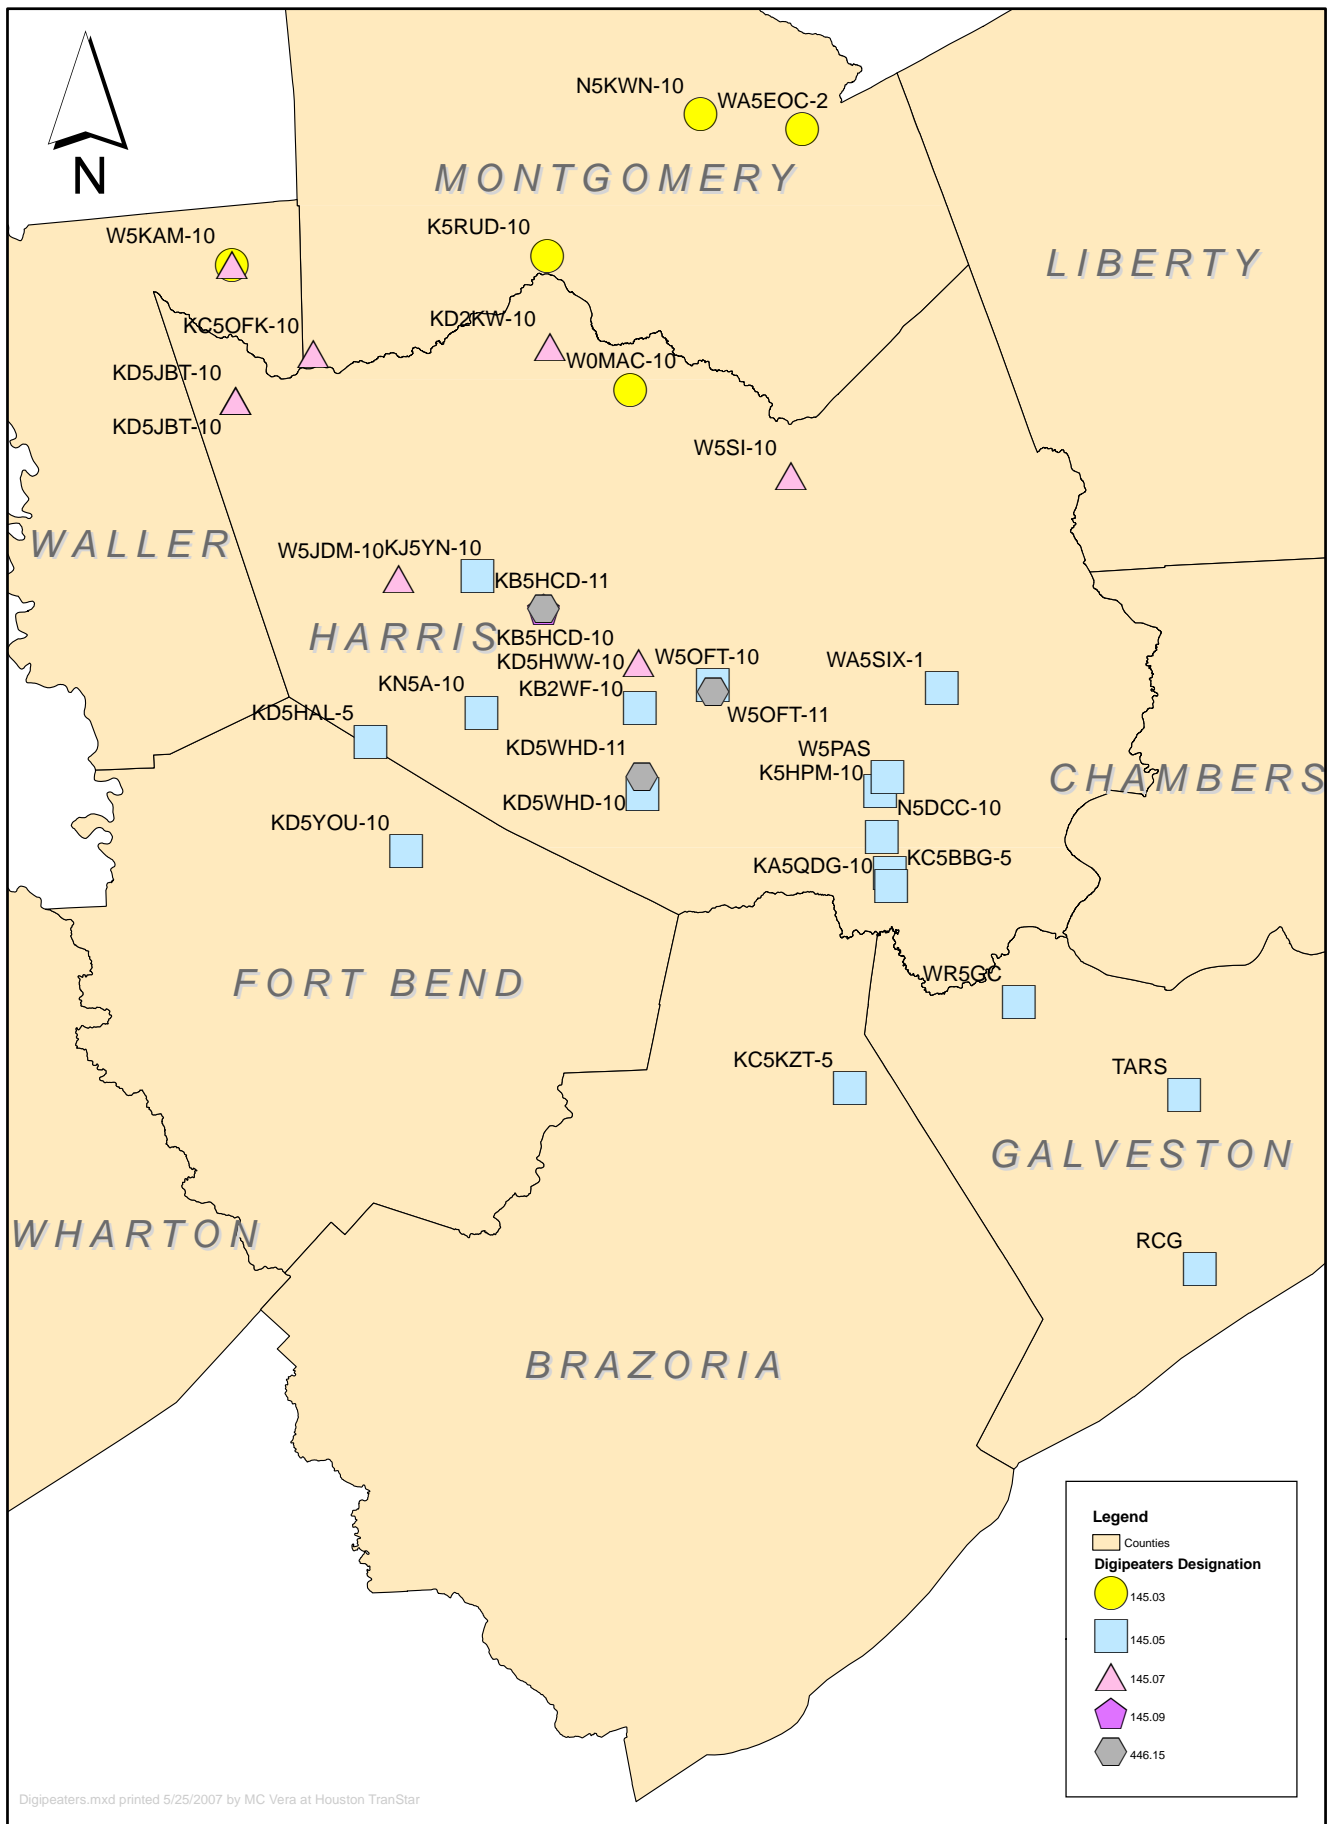 N5KWN-10
WA5EOC-2
N
MONTGOMERY
W5KAM-10
K5RUD-10
LIBERTY
KC5OFK-10
KD2KW-10
W0MAC-10
KD5JBT-10
KD5JBT-10
W5SI-10
WALLER
W5JDM-10
KJ5YN-10
KB5HCD-11
HARRIS
KB5HCD-10
KD5HWW-10
W5OFT-10
WA5SIX-1
KN5A-10
KB2WF-10
KD5HAL-5
W5OFT-11
KD5WHD-11
W5PAS
K5HPM-10
CHAMBERS
KD5WHD-10
N5DCC-10
KD5YOU-10
KA5QDG-10
KC5BBG-5
FORT BEND
WR5GC
KC5KZT-5
TARS
GALVESTON
WHARTON
RCG
BRAZORIA
Legend
Counties
Digipeaters Designation
145.03
145.05
145.07
145.09
446.15
Digipeaters.mxd printed 5/25/2007 by MC Vera at Houston TranStar